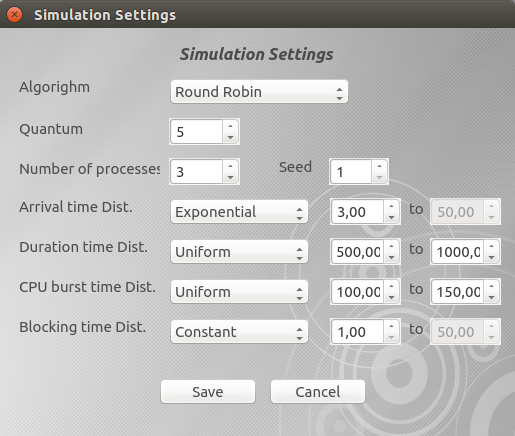 Simulation Settings
Simulation Settings
Algorighm Round Robin
Quantum 5
Number of processes 3 Seed 1
Arrival time Dist. Exponential 3,00 to 50,00
Duration time Dist. Uniform 500,00 to 1000,0
CPU burst time Dist. Uniform 100,00 to 150,00
Blocking time Dist. Constant 1,00 to 50,00
Save Cancel